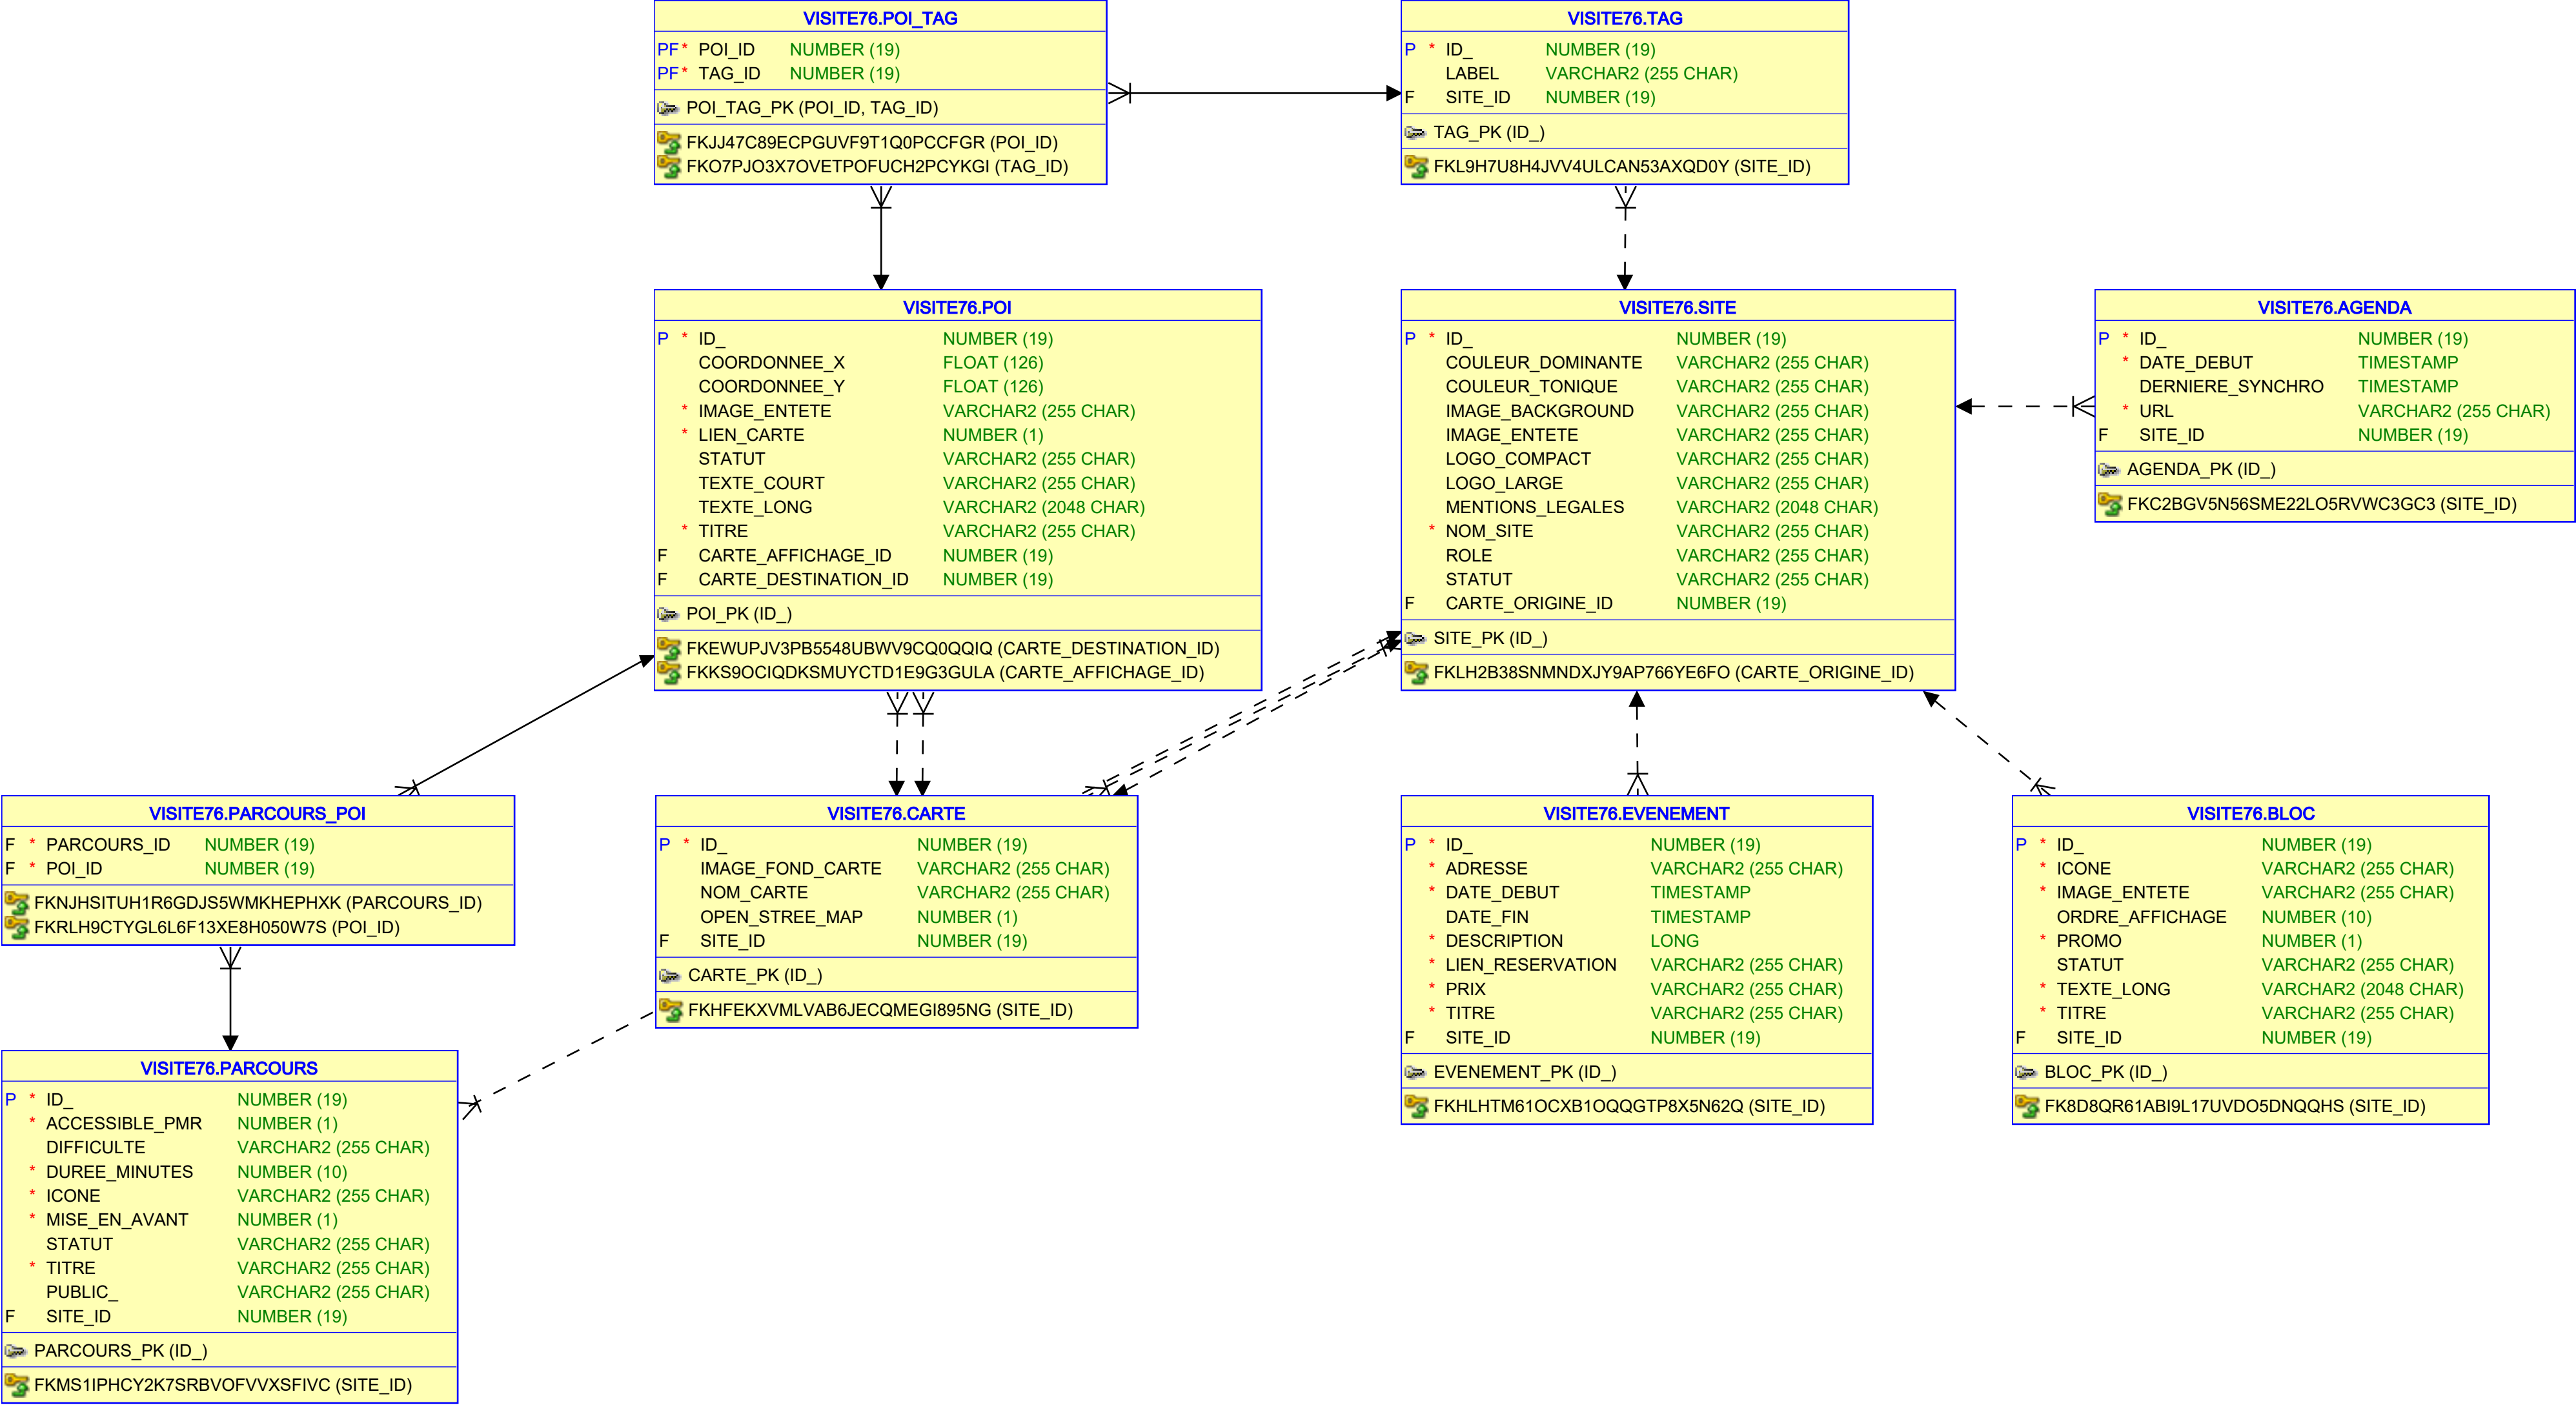 VISITE76.POI_TAG
PF * POI_ID NUMBER (19)
PF * TAG_ID NUMBER (19)
POI_TAG_PK (POI_ID, TAG_ID)
FKJJ47C89ECPGUVF9T1Q0PCCFGR (POI_ID)
FKO7PJO3X7OVETPOFUCH2PCYKGI (TAG_ID)
VISITE76.TAG
P * ID_ NUMBER (19)
LABEL VARCHAR2 (255 CHAR)
F SITE_ID NUMBER (19)
TAG_PK (ID_)
FKL9H7U8H4JVV4ULCAN53AXQD0Y (SITE_ID)
VISITE76.POI
P * ID_ NUMBER (19)
COORDONNEE_X FLOAT (126)
COORDONNEE_Y FLOAT (126)
* IMAGE_ENTETE VARCHAR2 (255 CHAR)
* LIEN_CARTE NUMBER (1)
STATUT VARCHAR2 (255 CHAR)
TEXTE_COURT VARCHAR2 (255 CHAR)
TEXTE_LONG VARCHAR2 (2048 CHAR)
* TITRE VARCHAR2 (255 CHAR)
F CARTE_AFFICHAGE_ID NUMBER (19)
F CARTE_DESTINATION_ID NUMBER (19)
POI_PK (ID_)
FKEWUPJV3PB5548UBWV9CQ0QQIQ (CARTE_DESTINATION_ID)
FKKS9OCIQDKSMUYCTD1E9G3GULA (CARTE_AFFICHAGE_ID)
VISITE76.SITE
P * ID_ NUMBER (19)
COULEUR_DOMINANTE VARCHAR2 (255 CHAR)
COULEUR_TONIQUE VARCHAR2 (255 CHAR)
IMAGE_BACKGROUND VARCHAR2 (255 CHAR)
IMAGE_ENTETE VARCHAR2 (255 CHAR)
LOGO_COMPACT VARCHAR2 (255 CHAR)
LOGO_LARGE VARCHAR2 (255 CHAR)
MENTIONS_LEGALES VARCHAR2 (2048 CHAR)
* NOM_SITE VARCHAR2 (255 CHAR)
ROLE VARCHAR2 (255 CHAR)
STATUT VARCHAR2 (255 CHAR)
F CARTE_ORIGINE_ID NUMBER (19)
SITE_PK (ID_)
FKLH2B38SNMNDXJY9AP766YE6FO (CARTE_ORIGINE_ID)
VISITE76.AGENDA
P * ID_ NUMBER (19)
* DATE_DEBUT TIMESTAMP
DERNIERE_SYNCHRO TIMESTAMP
* URL VARCHAR2 (255 CHAR)
F SITE_ID NUMBER (19)
AGENDA_PK (ID_)
FKC2BGV5N56SME22LO5RVWC3GC3 (SITE_ID)
VISITE76.PARCOURS_POI
F * PARCOURS_ID NUMBER (19)
F * POI_ID NUMBER (19)
FKNJHSITUH1R6GDJS5WMKHEPHXK (PARCOURS_ID)
FKRLH9CTYGL6L6F13XE8H050W7S (POI_ID)
VISITE76.CARTE
P * ID_ NUMBER (19)
IMAGE_FOND_CARTE VARCHAR2 (255 CHAR)
NOM_CARTE VARCHAR2 (255 CHAR)
OPEN_STREE_MAP NUMBER (1)
F SITE_ID NUMBER (19)
CARTE_PK (ID_)
FKHFEKXVMLVAB6JECQMEGI895NG (SITE_ID)
VISITE76.EVENEMENT
P * ID_ NUMBER (19)
* ADRESSE VARCHAR2 (255 CHAR)
* DATE_DEBUT TIMESTAMP
DATE_FIN TIMESTAMP
* DESCRIPTION LONG
* LIEN_RESERVATION VARCHAR2 (255 CHAR)
* PRIX VARCHAR2 (255 CHAR)
* TITRE VARCHAR2 (255 CHAR)
F SITE_ID NUMBER (19)
EVENEMENT_PK (ID_)
FKHLHTM61OCXB1OQQGTP8X5N62Q (SITE_ID)
VISITE76.BLOC
P * ID_ NUMBER (19)
* ICONE VARCHAR2 (255 CHAR)
* IMAGE_ENTETE VARCHAR2 (255 CHAR)
ORDRE_AFFICHAGE NUMBER (10)
* PROMO NUMBER (1)
STATUT VARCHAR2 (255 CHAR)
* TEXTE_LONG VARCHAR2 (2048 CHAR)
* TITRE VARCHAR2 (255 CHAR)
F SITE_ID NUMBER (19)
BLOC_PK (ID_)
FK8D8QR61ABI9L17UVDO5DNQQHS (SITE_ID)
VISITE76.PARCOURS
P * ID_ NUMBER (19)
* ACCESSIBLE_PMR NUMBER (1)
DIFFICULTE VARCHAR2 (255 CHAR)
* DUREE_MINUTES NUMBER (10)
* ICONE VARCHAR2 (255 CHAR)
* MISE_EN_AVANT NUMBER (1)
STATUT VARCHAR2 (255 CHAR)
* TITRE VARCHAR2 (255 CHAR)
PUBLIC_ VARCHAR2 (255 CHAR)
F SITE_ID NUMBER (19)
PARCOURS_PK (ID_)
FKMS1IPHCY2K7SRBVOFVVXSFIVC (SITE_ID)